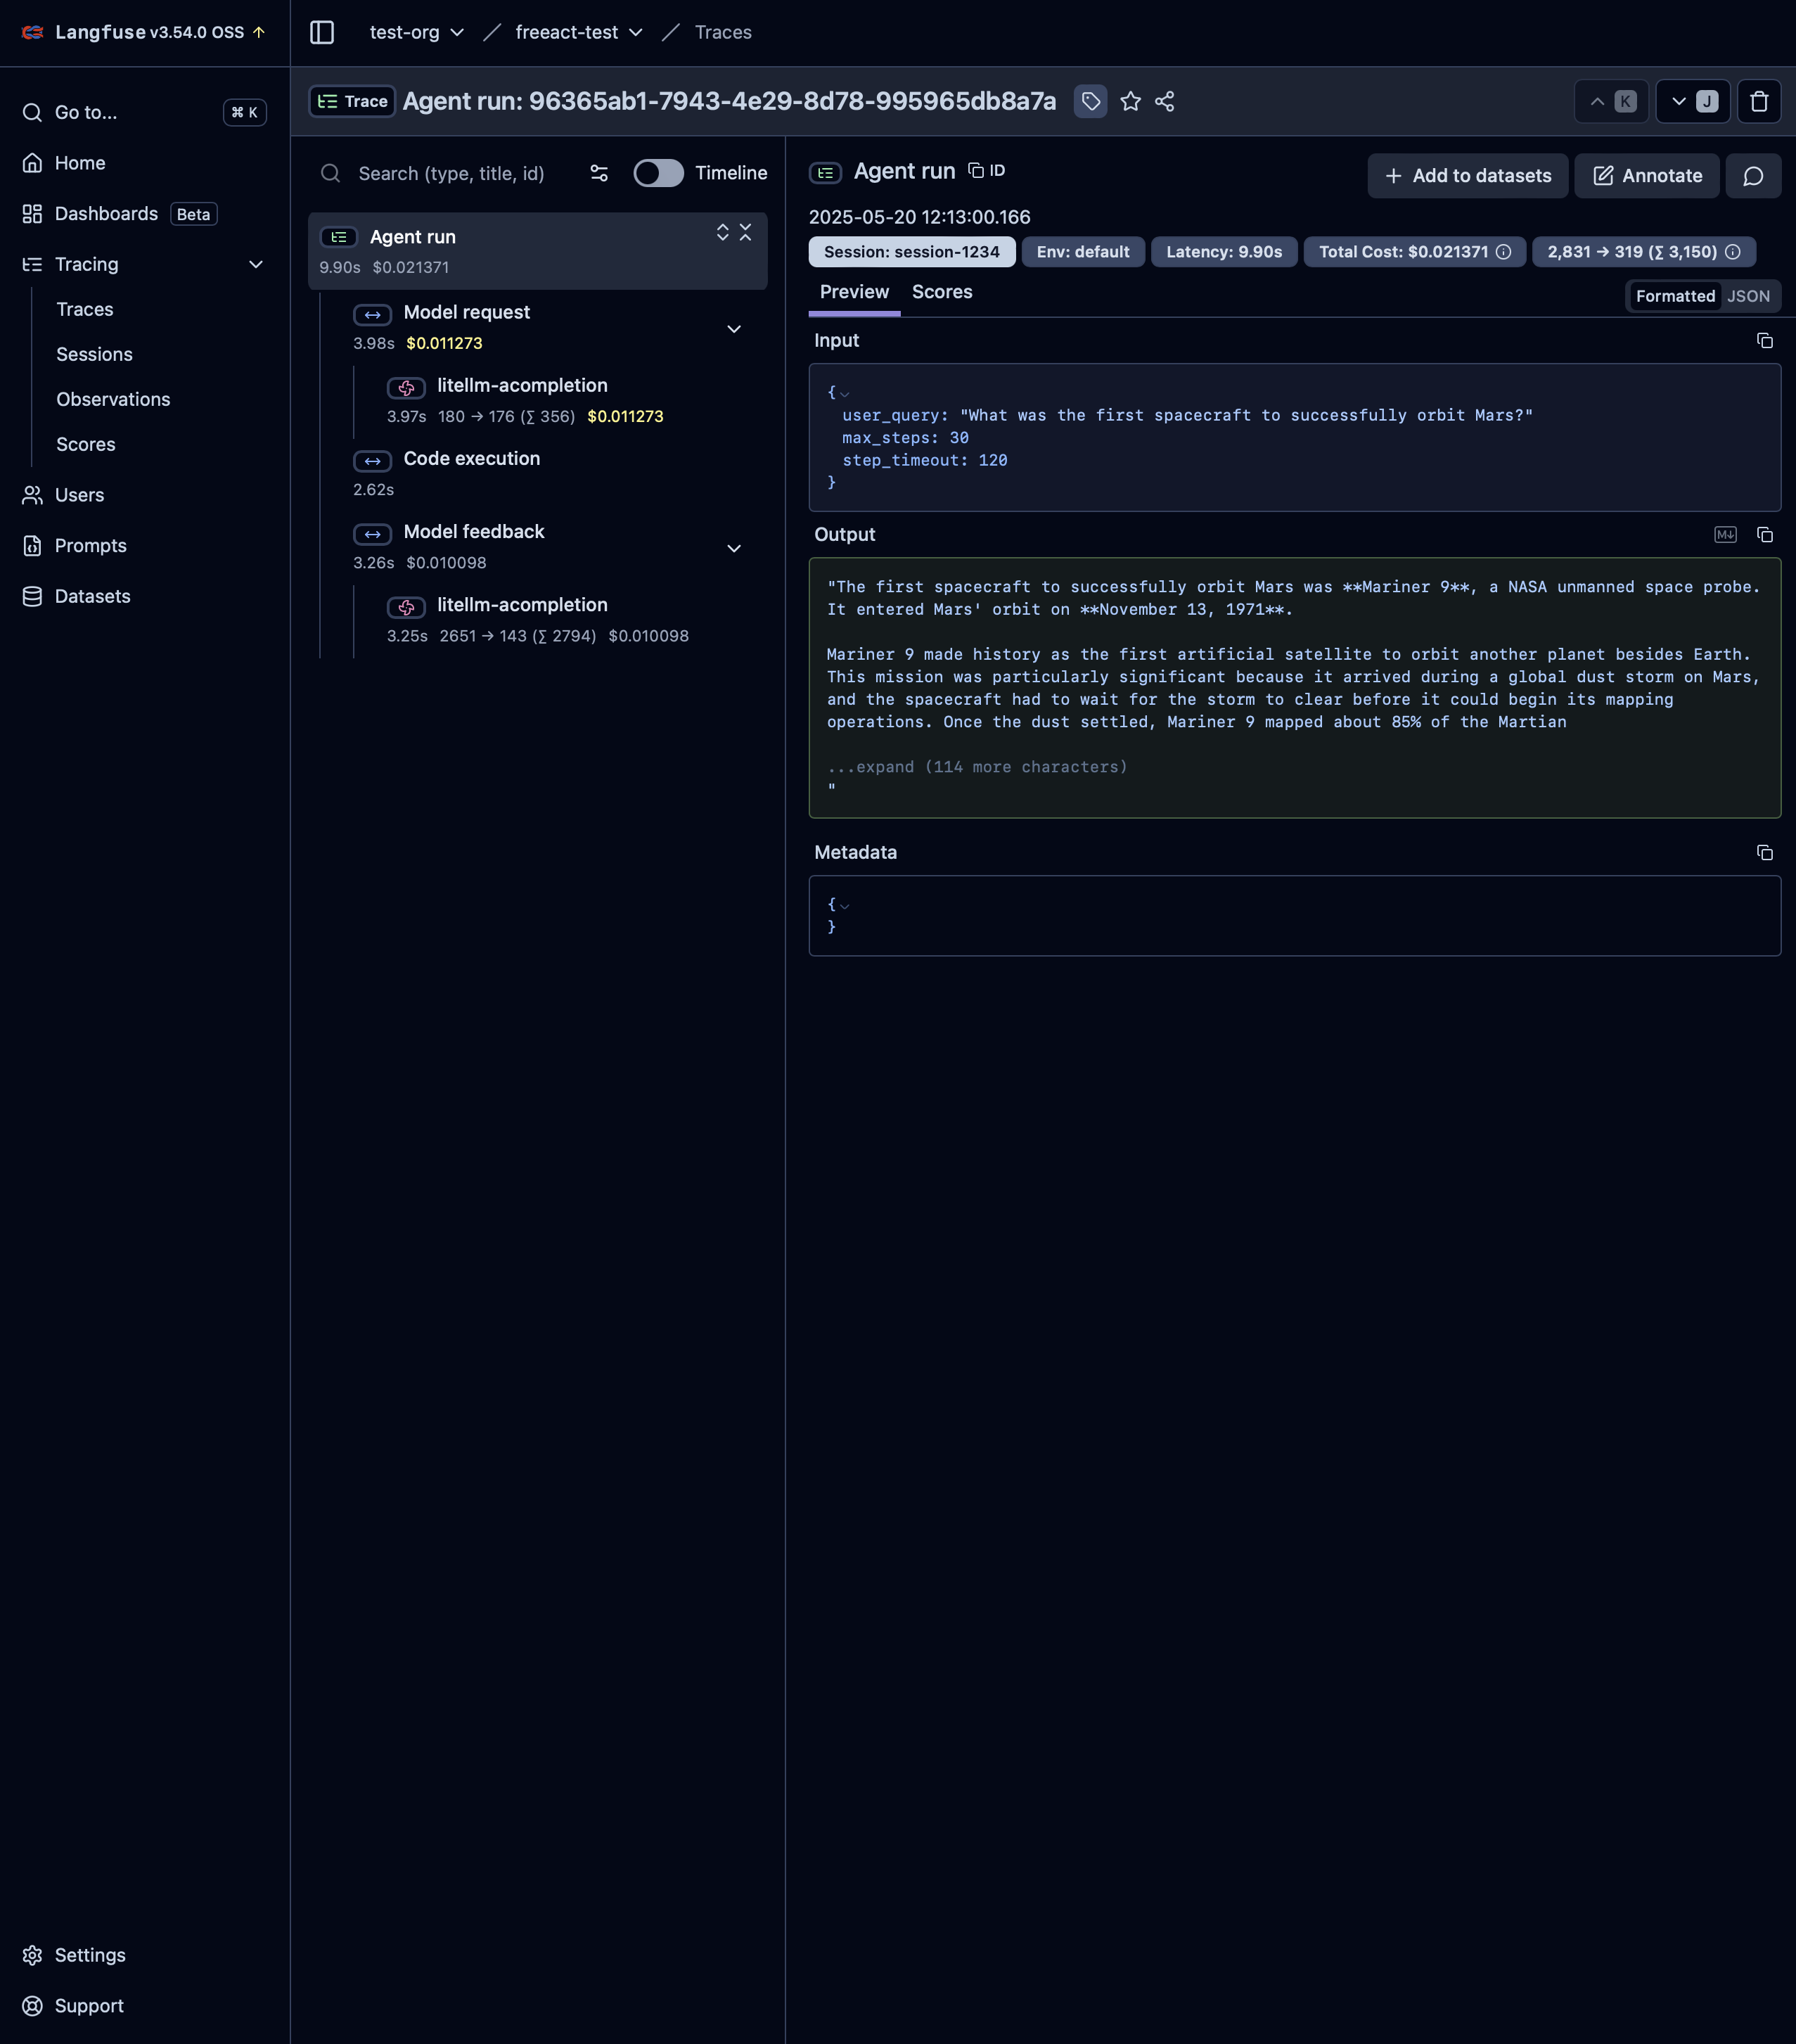 Langfuse v3.54.0 OSS ↑
test-org / freeact-test / Traces
Go to... ⌘ K
Home
Dashboards Beta
Tracing
Traces
Sessions
Observations
Scores
Users
Prompts
Datasets
Settings
Support
Trace Agent run: 96365ab1-7943-4e29-8d78-995965db8a7a
K J
Search (type, title, id) Timeline
Agent run
9.90s $0.021371
Model request
3.98s $0.011273
litellm-acompletion
3.97s 180 → 176 (∑ 356) $0.011273
Code execution
2.62s
Model feedback
3.26s $0.010098
litellm-acompletion
3.25s 2651 → 143 (∑ 2794) $0.010098
Agent run ID
+ Add to datasets Annotate
2025-05-20 12:13:00.166
Session: session-1234 Env: default Latency: 9.90s Total Cost: $0.021371 2,831 → 319 (∑ 3,150)
Preview Scores
Formatted JSON
Input
{
user_query: "What was the first spacecraft to successfully orbit Mars?"
max_steps: 30
step_timeout: 120
}
Output
M↓
"The first spacecraft to successfully orbit Mars was **Mariner 9**, a NASA unmanned space probe.
It entered Mars' orbit on **November 13, 1971**.
Mariner 9 made history as the first artificial satellite to orbit another planet besides Earth.
This mission was particularly significant because it arrived during a global dust storm on Mars,
and the spacecraft had to wait for the storm to clear before it could begin its mapping
operations. Once the dust settled, Mariner 9 mapped about 85% of the Martian
...expand (114 more characters)
"
Metadata
{
}